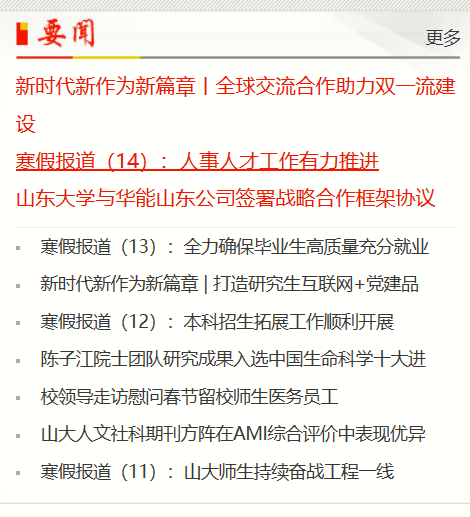 要闻
更多
新时代新作为新篇章丨全球交流合作助力双一流建
设
寒假报道（14）：人事人才工作有力推进
山东大学与华能山东公司签署战略合作框架协议
寒假报道（13）：全力确保毕业生高质量充分就业
新时代新作为新篇章 | 打造研究生互联网+党建品
寒假报道（12）：本科招生拓展工作顺利开展
陈子江院士团队研究成果入选中国生命科学十大进
校领导走访慰问春节留校师生医务员工
山大人文社科期刊方阵在AMI综合评价中表现优异
寒假报道（11）：山大师生持续奋战工程一线